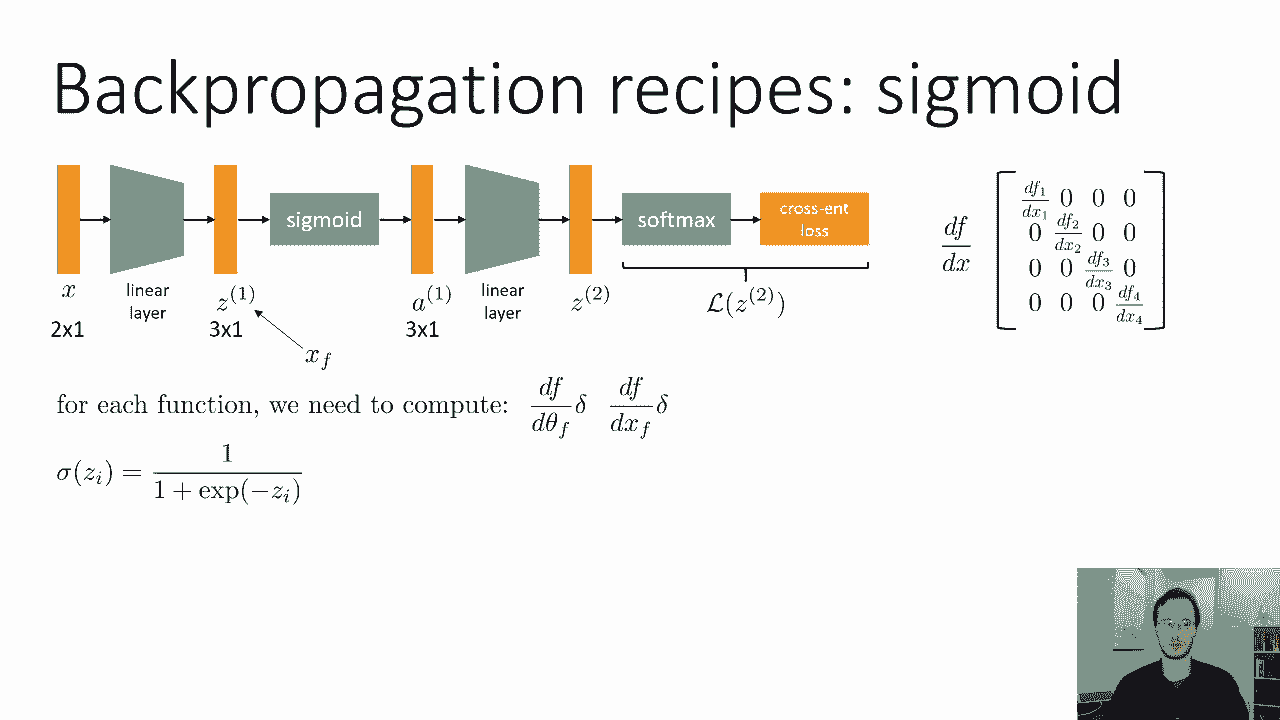 Backpropagation recipes: sigmoid
sigmoid
softmax
cross-ent
loss
x
linear
layer
z^{(1)}
a^{(1)}
linear
layer
z^{(2)}
\mathcal{L}(z^{(2)})
2x1
3x1
3x1
x_f
\frac{df}{dx} \begin{bmatrix} \frac{df_1}{dx_1} & 0 & 0 & 0 \\ 0 & \frac{df_2}{dx_2} & 0 & 0 \\ 0 & 0 & \frac{df_3}{dx_3} & 0 \\ 0 & 0 & 0 & \frac{df_4}{dx_4} \end{bmatrix}
for each function, we need to compute: \frac{df}{d\theta_f}\delta \quad \frac{df}{dx_f}\delta
\sigma(z_i) = \frac{1}{1 + \exp(-z_i)}